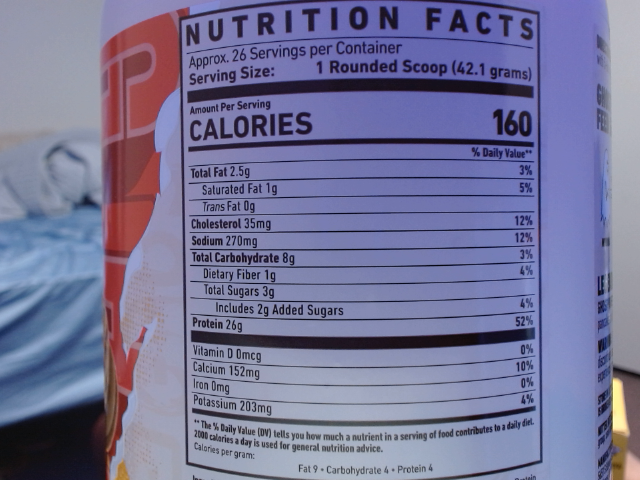 NUTRITION FACTS
Approx. 26 Servings per Container
Serving Size: 1 Rounded Scoop (42.1 grams)
Amount Per Serving
CALORIES 160
% Daily Value**
Total Fat 2.5g 3%
Saturated Fat 1g 5%
Trans Fat 0g
Cholesterol 35mg 12%
Sodium 270mg 12%
Total Carbohydrate 8g 3%
Dietary Fiber 1g 4%
Total Sugars 3g
Includes 2g Added Sugars 4%
Protein 26g 52%
Vitamin D 0mcg 0%
Calcium 152mg 10%
Iron 0mg 0%
Potassium 203mg 4%
** The % Daily Value (DV) tells you how much a nutrient in a serving of food contributes to a daily diet.
2000 calories a day is used for general nutrition advice.
Calories per gram:
Fat 9 • Carbohydrate 4 • Protein 4